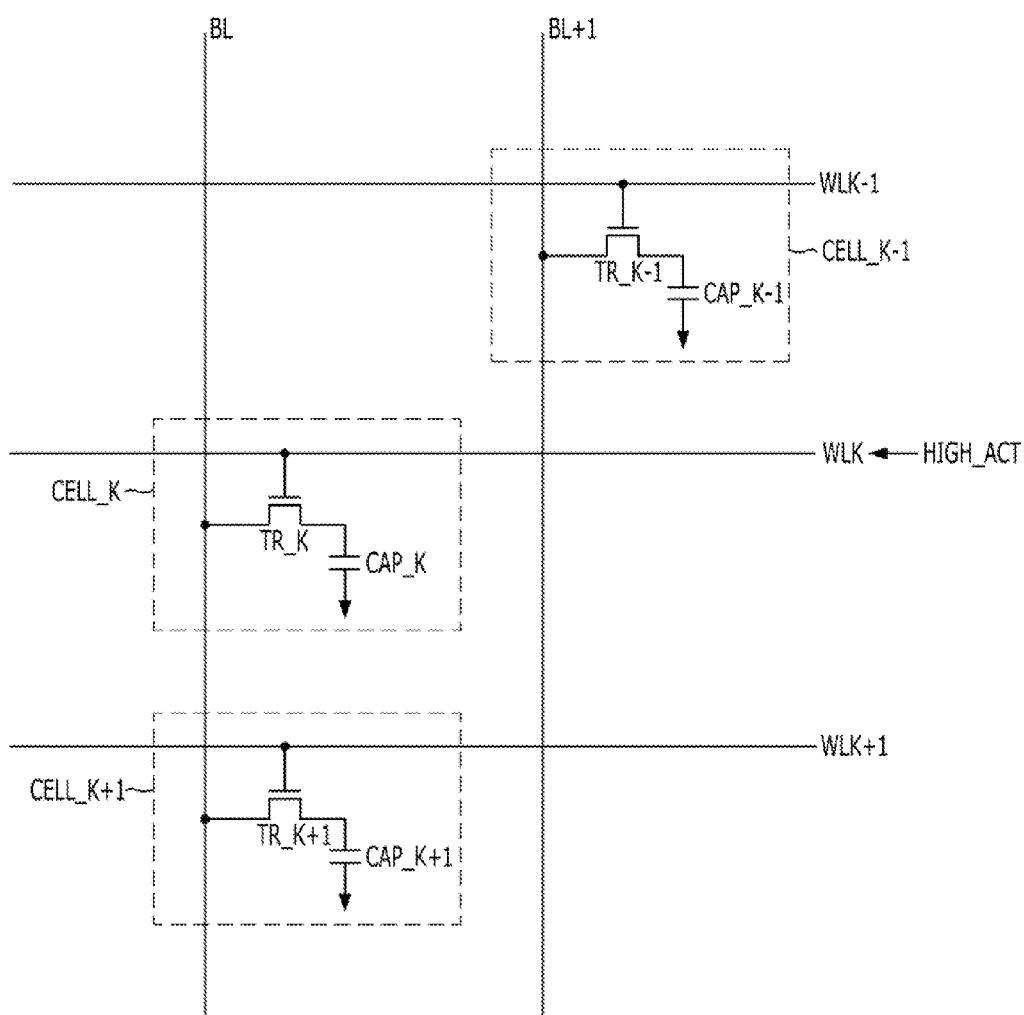 BL
BL+1
WLK-1
CELL_K-1
TR_K-1
CAP_K-1
WLK
HIGH_ACT
CELL_K
TR_K
CAP_K
WLK+1
CELL_K+1
TR_K+1
CAP_K+1